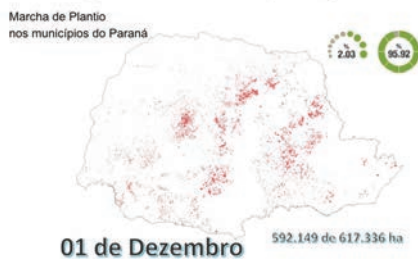 Marcha de Plantio
nos municípios do Paraná
%
2.03
%
95.92
01 de Dezembro
592.149 de 617.336 ha